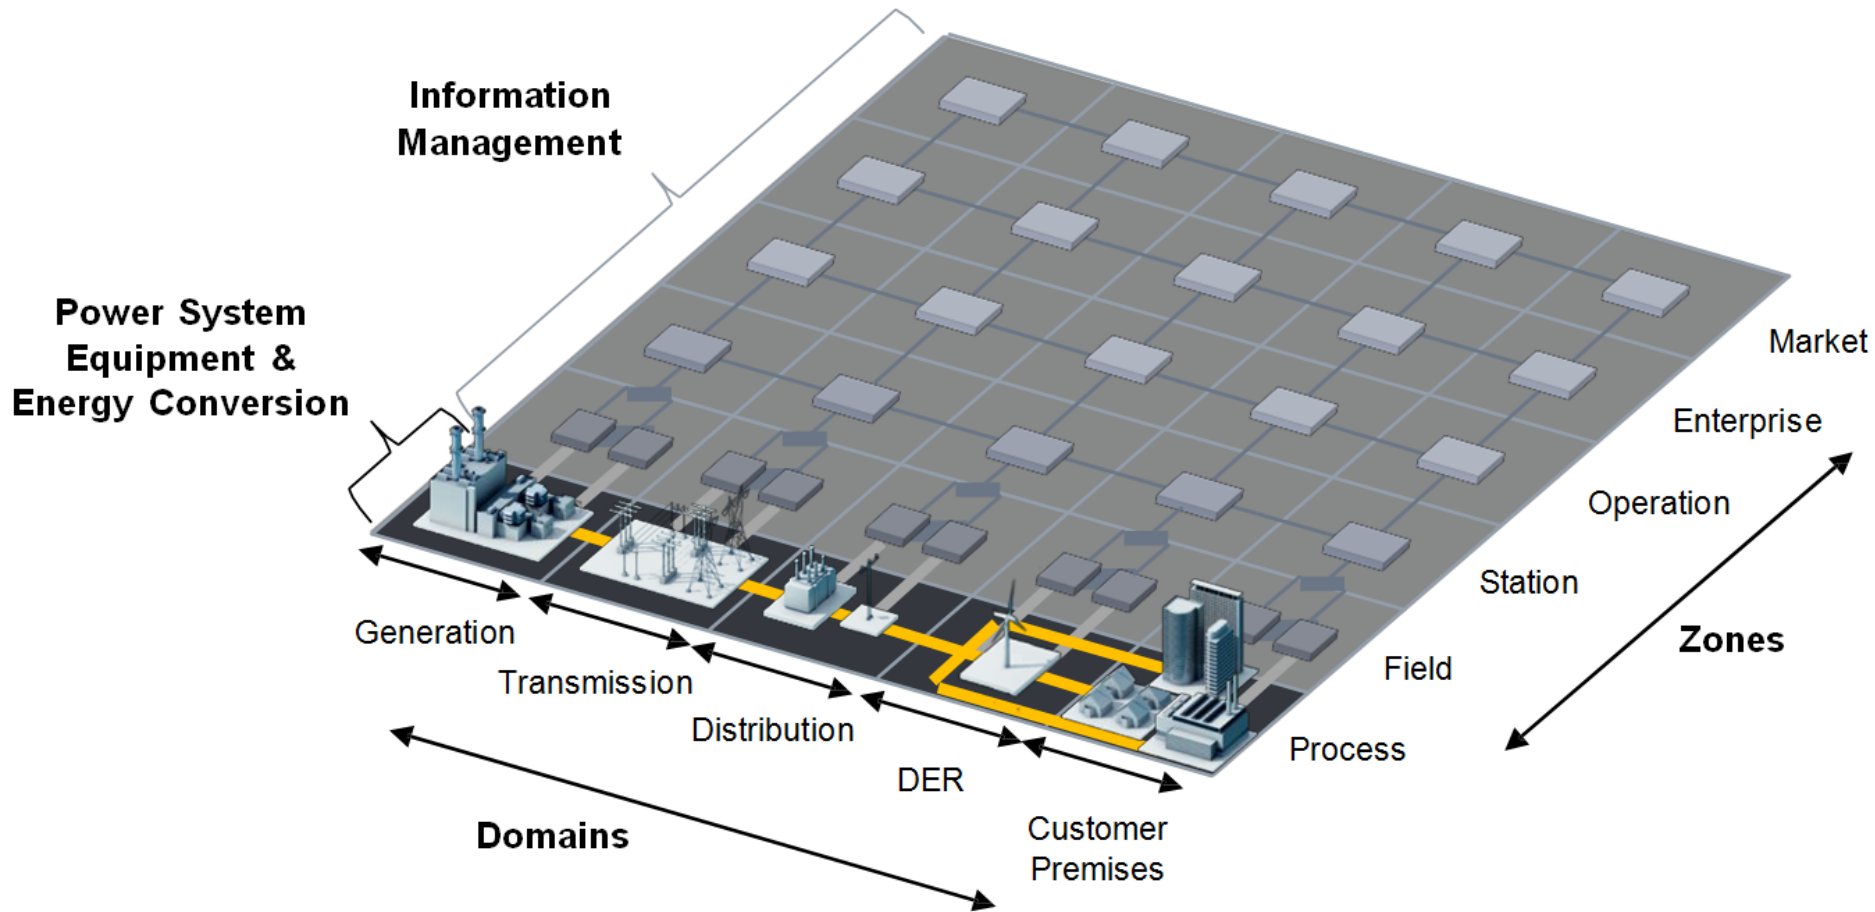 Information
Management
Power System
Equipment &
Energy Conversion
Market
Enterprise
Operation
Station
Field
Process
Zones
Generation
Transmission
Distribution
DER
Customer
Premises
Domains